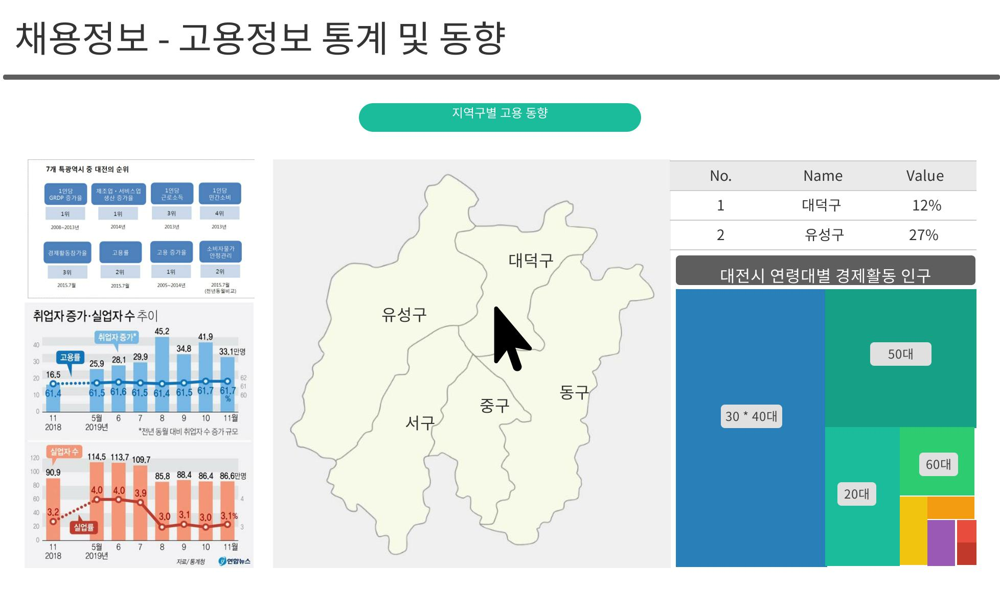 채용정보 - 고용정보 통계 및 동향
지역구별 고용 동향
7개 특광역시 중 대전의 순위
1인당 제조업・서비스업 1인당 1인당
GRDP 증가율 생산 증가율 근로소득 민간소비
1위 1위 3위 4위
2008~2013년 2014년 2013년 2013년
경제활동참가율 고용률 고용 증가율 소비자물가
안정관리
3위 2위 1위 2위
2015.7월 2015.7월 2005~2014년 2015.7월
(전년동월비교)
취업자 증가·실업자 수 추이
취업자 증가*
고용률
40
30
20
10
0
16.5 25.9 28.1 29.9 45.2 34.8 41.9 33.1만명
61.4 61.5 61.6 61.5 61.4 61.5 61.7 61.7
%
62
61
60
11 5월 6 7 8 9 10 11월
2018 2019년
*전년 동월 대비 취업자 수 증가 규모
실업자 수
120
100
80
60
40
20
0
90.9 114.5 113.7 109.7 85.8 88.4 86.4 86.6만명
3.2 4.0 4.0 3.9 3.0 3.1 3.0 3.1%
4
3
실업률
11 5월 6 7 8 9 10 11월
2018 2019년
자료/통계청 연합뉴스
대덕구
유성구
동구
중구
서구
No. Name Value
1 대덕구 12%
2 유성구 27%
대전시 연령대별 경제활동 인구
50대
30 * 40대
60대
20대